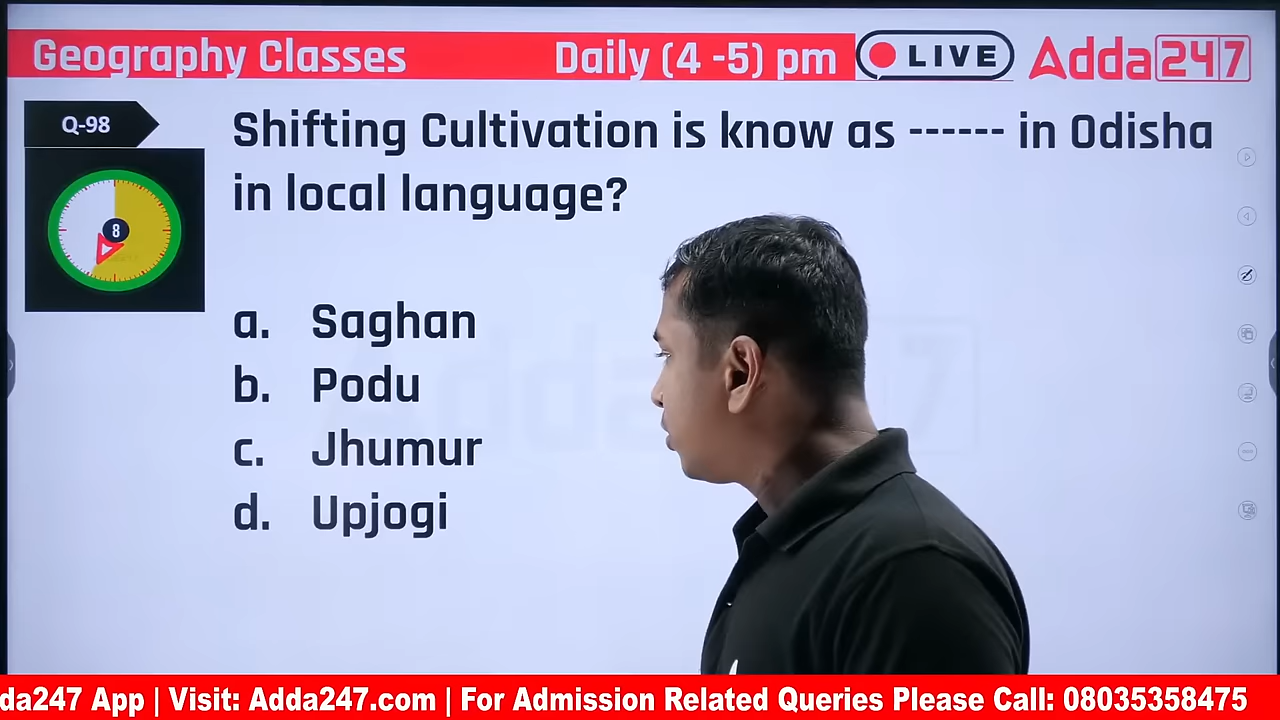 Geography Classes Daily (4 -5) pm LIVE Adda247
Q-98
Shifting Cultivation is know as ------ in Odisha
in local language?
8
a. Saghan
b. Podu
c. Jhumur
d. Upjogi
da247 App | Visit: Adda247.com | For Admission Related Queries Please Call: 08035358475